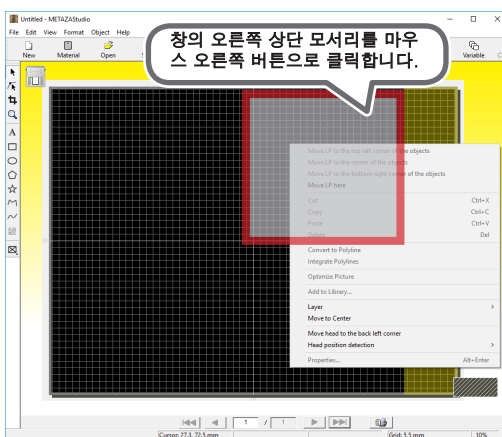 Untitled - METAZAStudio
File Edit View Format Object Help
New Material Open Variable
창의 오른쪽 상단 모서리를 마우
스 오른쪽 버튼으로 클릭합니다.
A
Move LP to the top left corner of the objects
Move LP to the center of the objects
Move LP to the bottom right corner of the objects
Move LP here
Cut Ctrl+X
Copy Ctrl+C
Paste Ctrl+V
Delete Del
Convert to Polyline
Integrate Polylines
Optimize Picture
Add to Library...
Layer
Move to Center
Move head to the back left corner
Head position detection
Properties... Alt+Enter
1 / 1
Cursor: 27.3, 72.5 mm Grid: 5.5 mm 10%